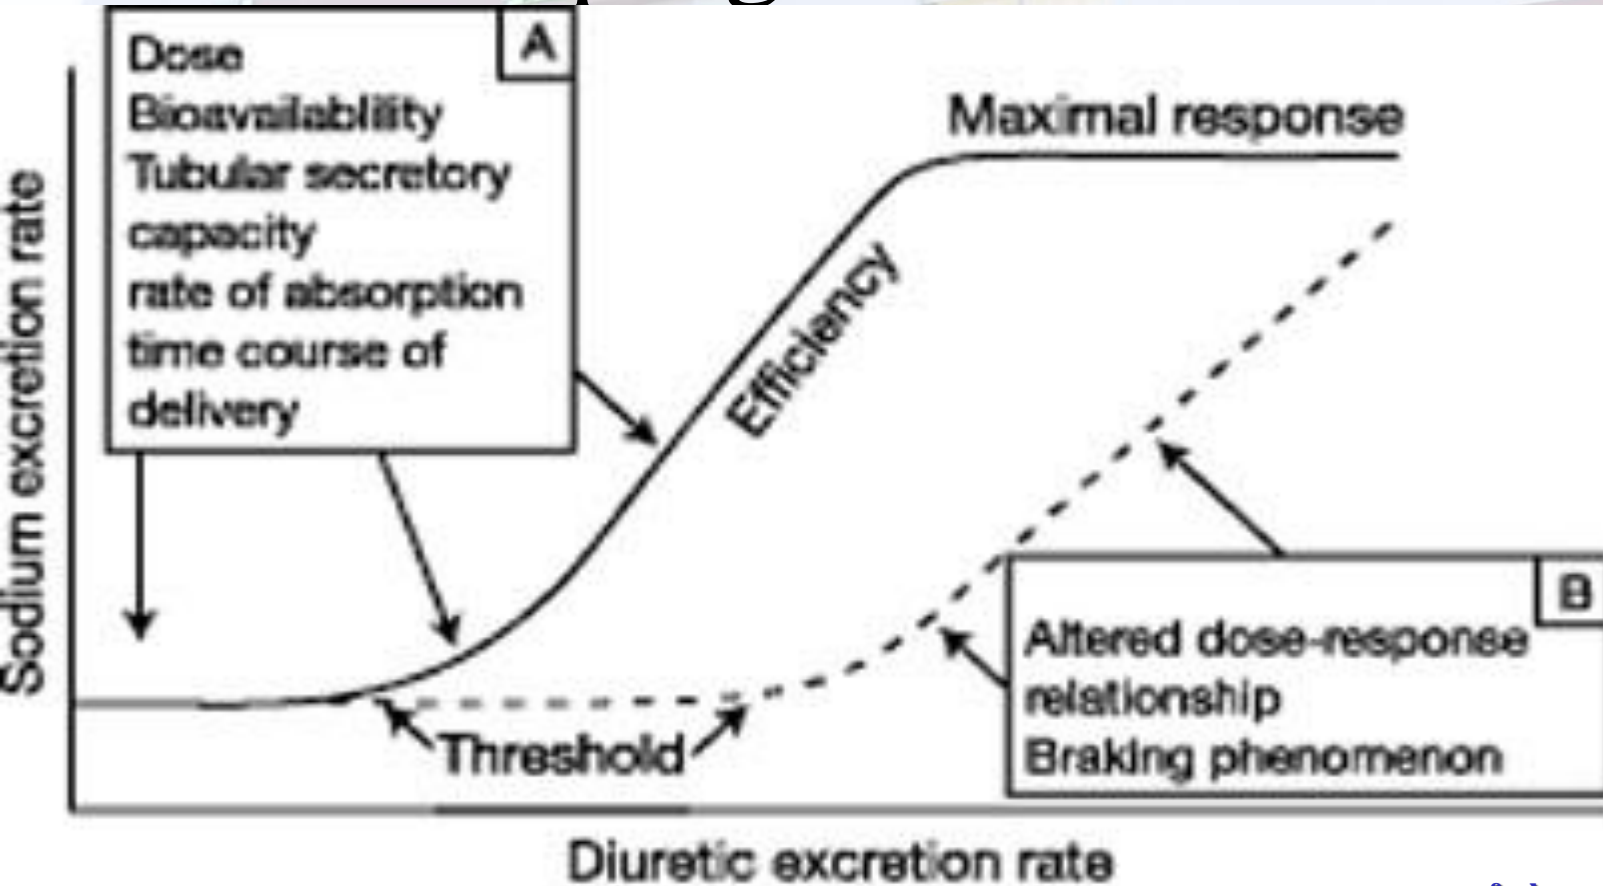 A
Dose
Bioavailablility
Tubular secretory
capacity
rate of absorption
time course of
delivery
Maximal response
Efficiency
Sodium excretion rate
Threshold
B
Altered dose-response
relationship
Braking phenomenon
Diuretic excretion rate